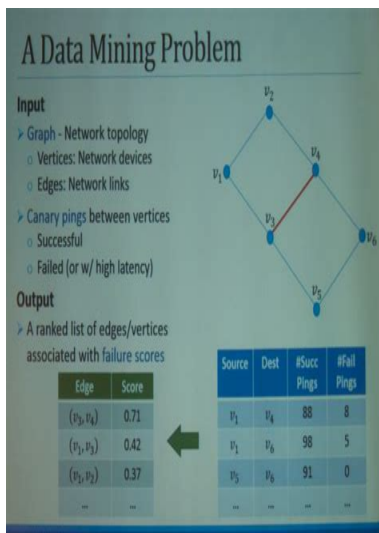 A Data Mining Problem
Input
➤ Graph - Network topology
o Vertices: Network devices
o Edges: Network links
➤ Canary pings between vertices
o Successful
o Failed (or w/ high latency)
Output
➤ A ranked list of edges/vertices
associated with failure scores
v2
v4
v1
v3
v6
v5
Edge Score
(v3, v4) 0.71
(v1, v3) 0.42
(v1, v2) 0.37
... ...
Source Dest #Succ Pings #Fail Pings
v1 v4 88 8
v1 v6 98 5
v5 v6 91 0
... ... ... ...